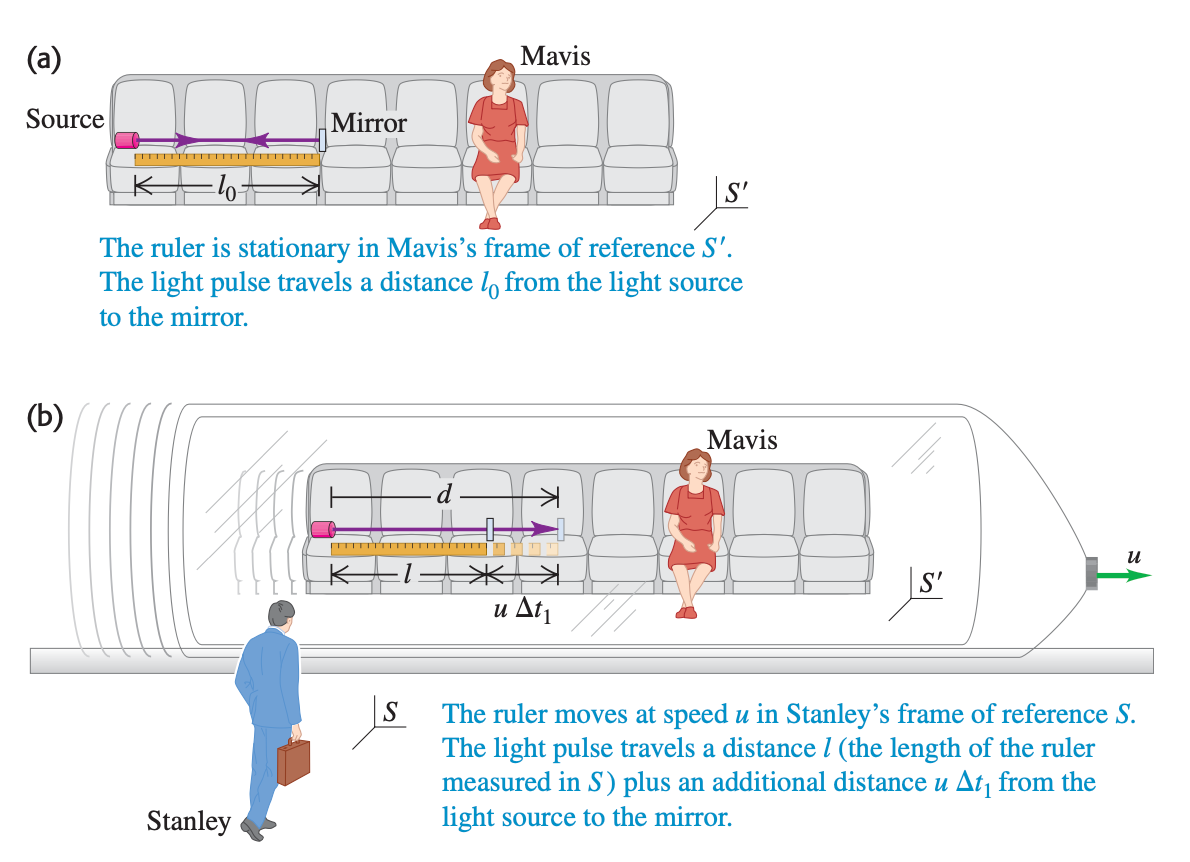 (a)
Mavis
Source
Mirror
l₀
S′
The ruler is stationary in Mavis's frame of reference S′.
The light pulse travels a distance l₀ from the light source
to the mirror.
(b)
Mavis
d
u
l
S′
u Δt₁
S
The ruler moves at speed u in Stanley's frame of reference S.
The light pulse travels a distance l (the length of the ruler
measured in S) plus an additional distance u Δt₁ from the
light source to the mirror.
Stanley